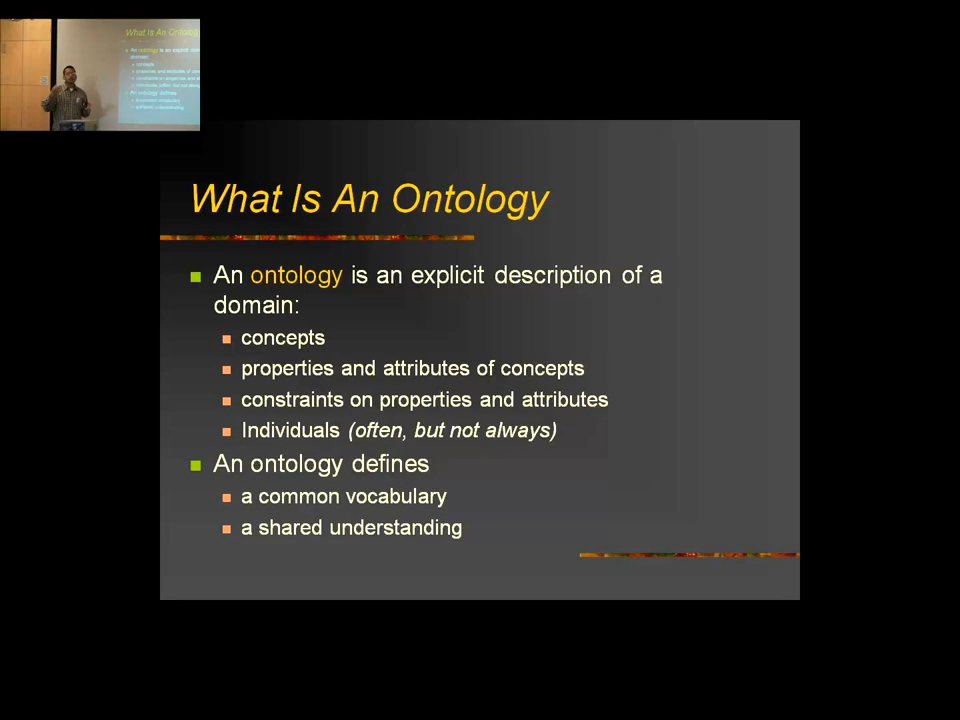 What Is An Ontology
An ontology is an explicit description of a
domain:
concepts
properties and attributes of concepts
constraints on properties and attributes
Individuals (often, but not always)
An ontology defines
a common vocabulary
a shared understanding